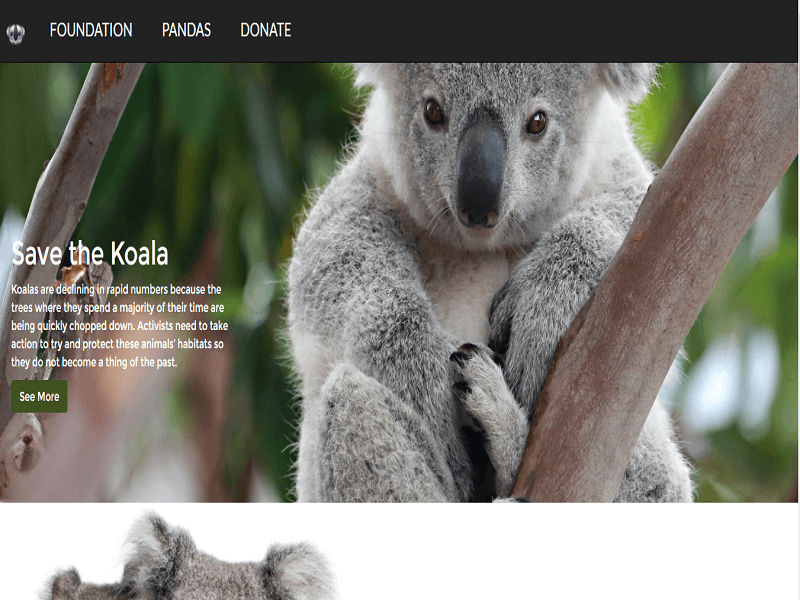 FOUNDATION PANDAS DONATE
Save the Koala
Koalas are declining in rapid numbers because the
trees where they spend a majority of their time are
being quickly chopped down. Activists need to take
action to try and protect these animals' habitats so
they do not become a thing of the past.
See More